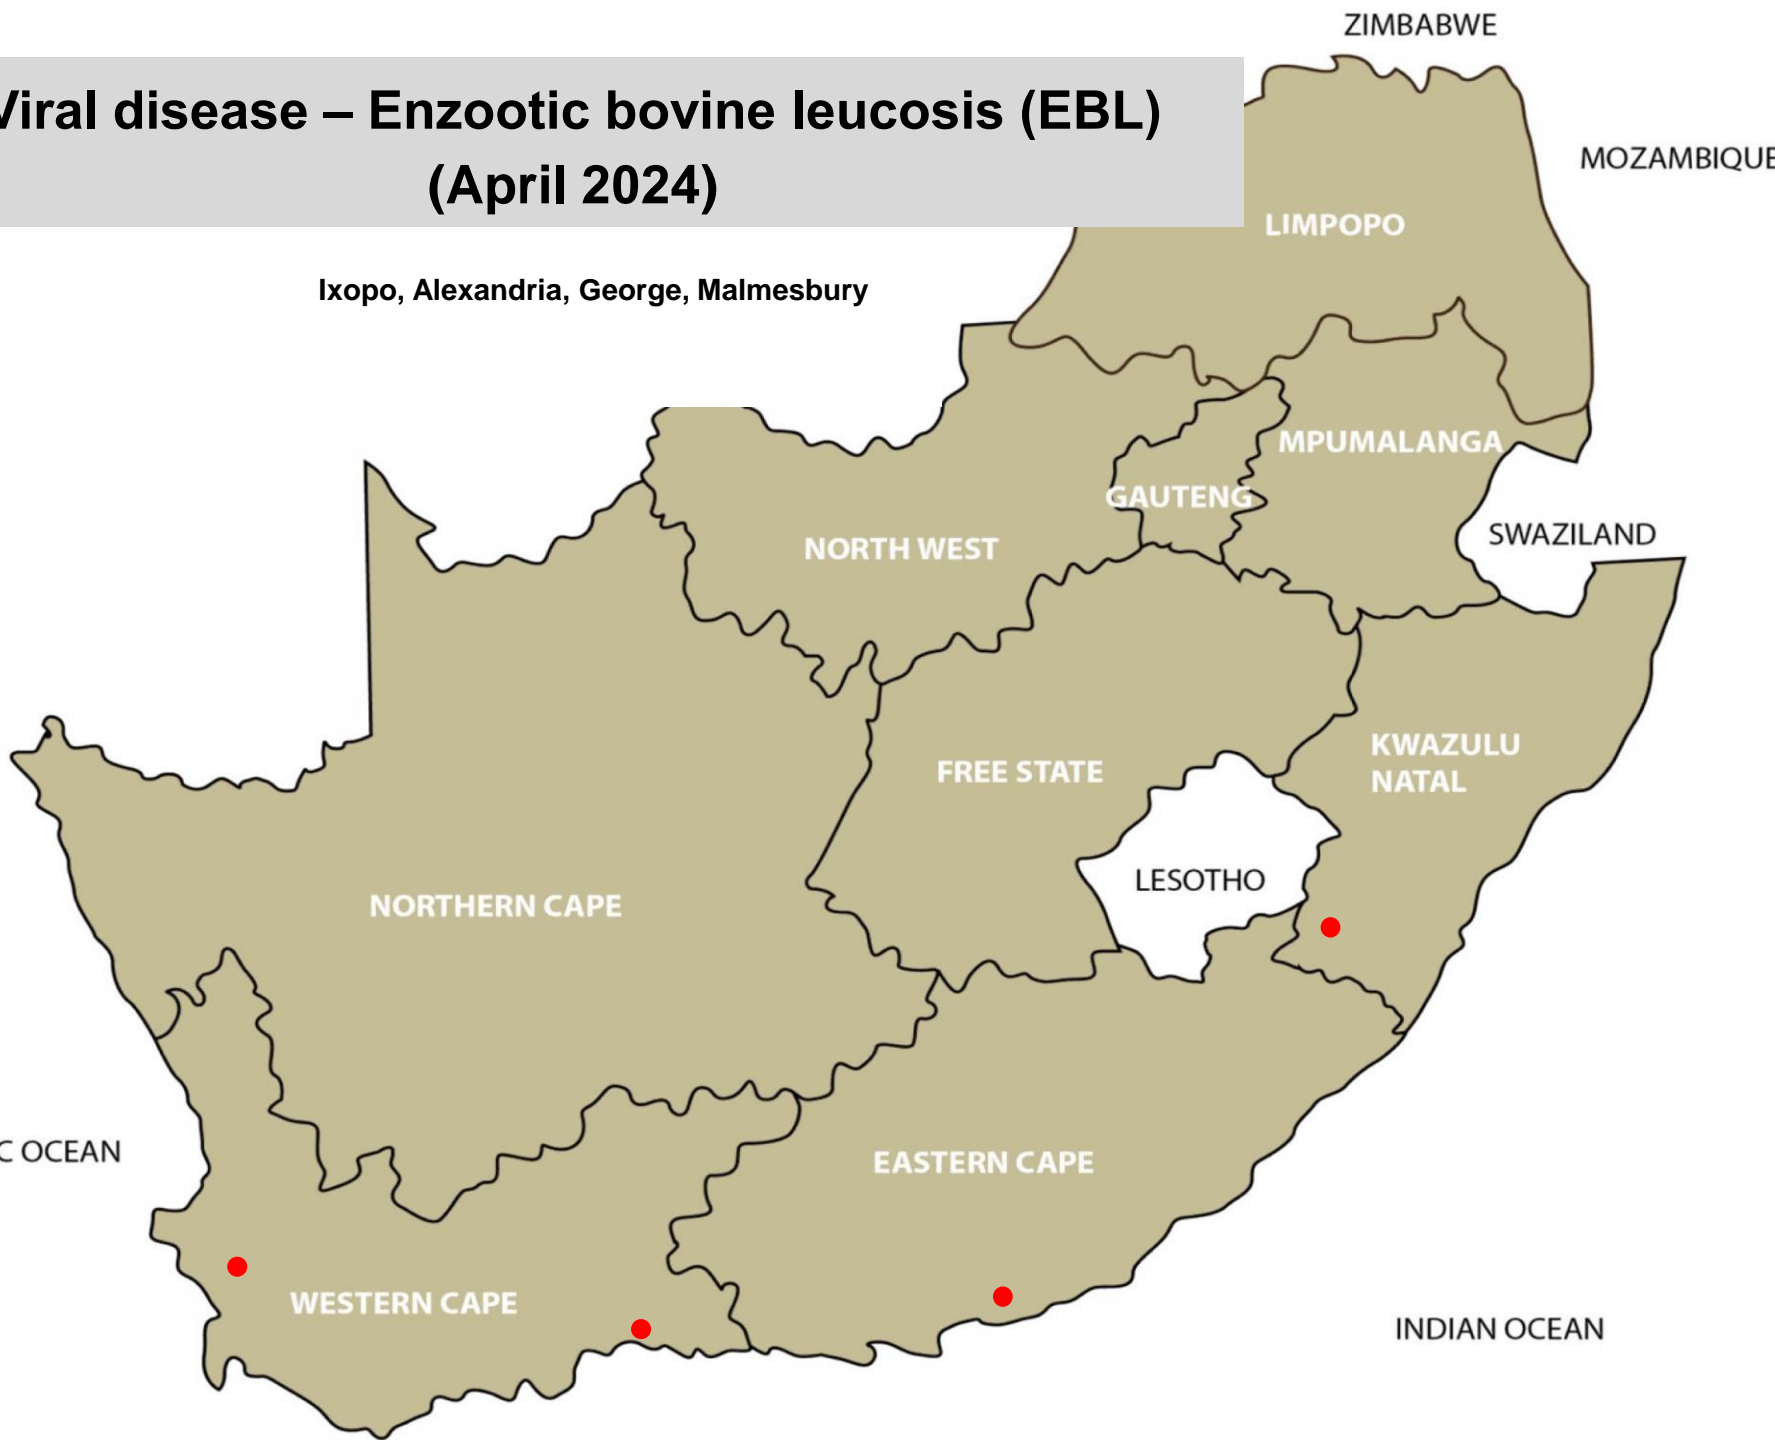 ZIMBABWE
Viral disease – Enzootic bovine leucosis (EBL)
(April 2024)
MOZAMBIQUE
LIMPOPO
Ixopo, Alexandria, George, Malmesbury
MPUMALANGA
GAUTENG
SWAZILAND
NORTH WEST
KWAZULU
NATAL
FREE STATE
LESOTHO
NORTHERN CAPE
C OCEAN
EASTERN CAPE
WESTERN CAPE
INDIAN OCEAN